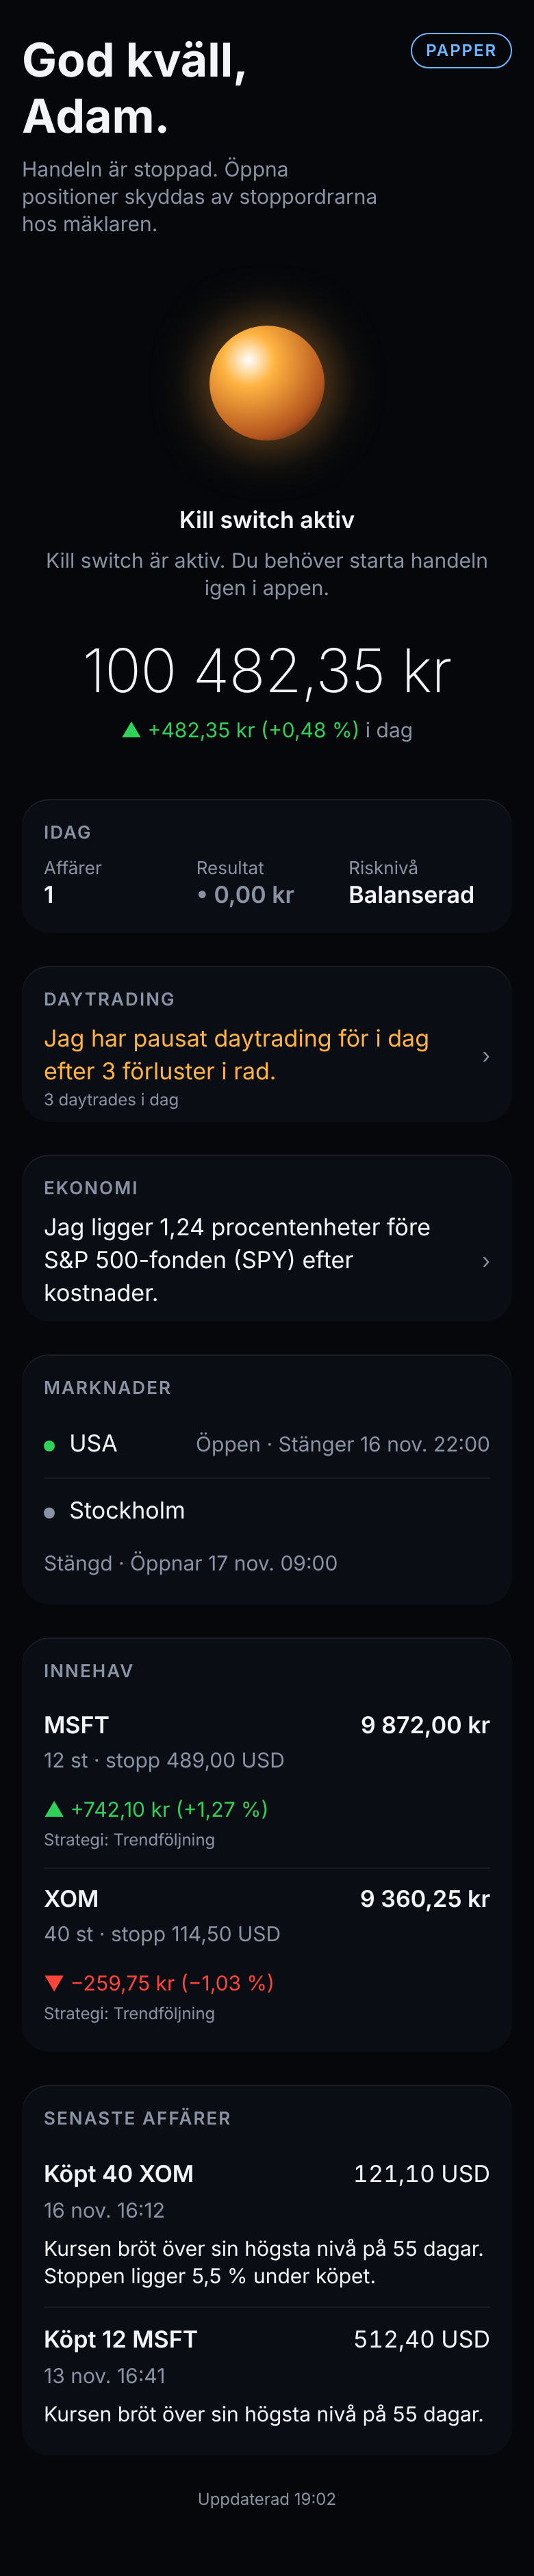 God kväll,
Adam.
PAPPER
Handeln är stoppad. Öppna
positioner skyddas av stoppordrarna
hos mäklaren.
Kill switch aktiv
Kill switch är aktiv. Du behöver starta handeln
igen i appen.
100 482,35 kr
▲ +482,35 kr (+0,48 %) i dag
IDAG
Affärer Resultat Risknivå
1 • 0,00 kr Balanserad
DAYTRADING
Jag har pausat daytrading för i dag
efter 3 förluster i rad.
3 daytrades i dag
›
EKONOMI
Jag ligger 1,24 procentenheter före
S&P 500-fonden (SPY) efter
kostnader.
›
MARKNADER
USA Öppen · Stänger 16 nov. 22:00
Stockholm
Stängd · Öppnar 17 nov. 09:00
INNEHAV
MSFT 9 872,00 kr
12 st · stopp 489,00 USD
▲ +742,10 kr (+1,27 %)
Strategi: Trendföljning
XOM 9 360,25 kr
40 st · stopp 114,50 USD
▼ −259,75 kr (−1,03 %)
Strategi: Trendföljning
SENASTE AFFÄRER
Köpt 40 XOM 121,10 USD
16 nov. 16:12
Kursen bröt över sin högsta nivå på 55 dagar.
Stoppen ligger 5,5 % under köpet.
Köpt 12 MSFT 512,40 USD
13 nov. 16:41
Kursen bröt över sin högsta nivå på 55 dagar.
Uppdaterad 19:02